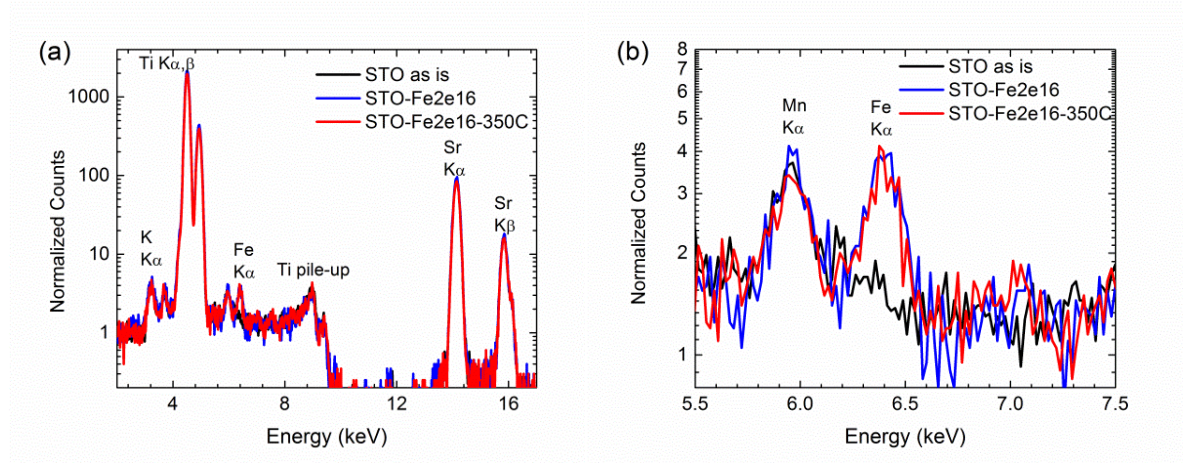 (a)
Ti Kα,β
STO as is
STO-Fe2e16
STO-Fe2e16-350C
1000
100
10
1
Normalized Counts
K
Kα
Fe
Kα
Ti pile-up
Sr
Kα
Sr
Kβ
4
8
12
16
Energy (keV)
(b)
8
7
6
5
4
3
2
1
Normalized Counts
Mn
Kα
Fe
Kα
STO as is
STO-Fe2e16
STO-Fe2e16-350C
5.5
6.0
6.5
7.0
7.5
Energy (keV)